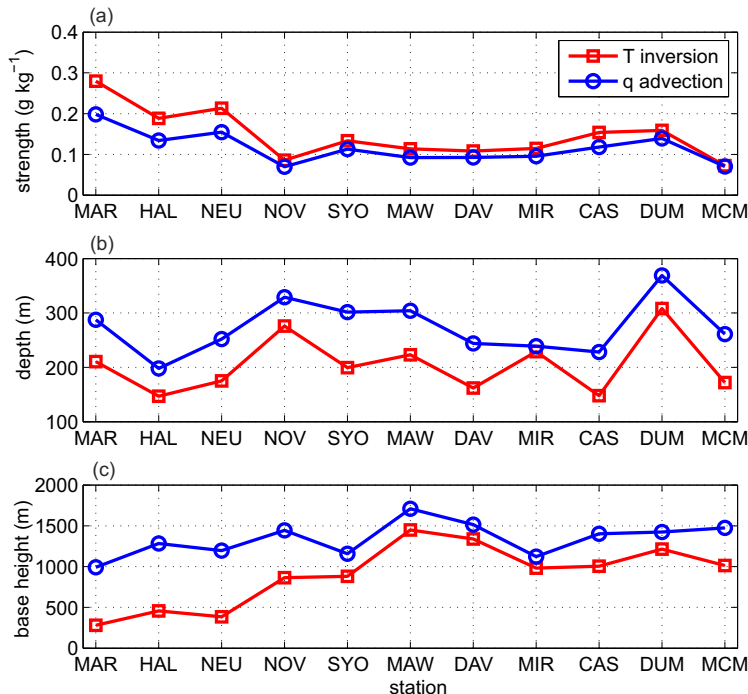 (a)
0.4
0.3
0.2
0.1
0
strength (g kg⁻¹)
T inversion
q advection
MAR HAL NEU NOV SYO MAW DAV MIR CAS DUM MCM
(b)
400
300
200
100
depth (m)
MAR HAL NEU NOV SYO MAW DAV MIR CAS DUM MCM
(c)
2000
1500
1000
500
0
base height (m)
MAR HAL NEU NOV SYO MAW DAV MIR CAS DUM MCM
station